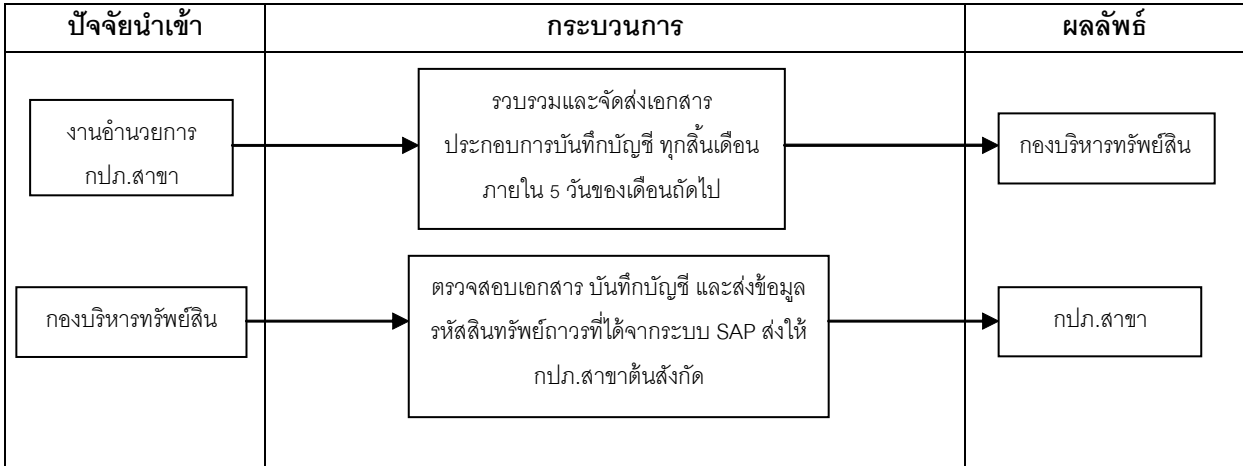 ปัจจัยนำเข้า
กระบวนการ
ผลลัพธ์
งานอำนวยการ
กปภ.สาขา
รวบรวมและจัดส่งเอกสาร
ประกอบการบันทึกบัญชี ทุกสิ้นเดือน
ภายใน 5 วันของเดือนถัดไป
กองบริหารทรัพย์สิน
กองบริหารทรัพย์สิน
ตรวจสอบเอกสาร บันทึกบัญชี และส่งข้อมูล
รหัสสินทรัพย์ถาวรที่ได้จากระบบ SAP ส่งให้
กปภ.สาขาต้นสังกัด
กปภ.สาขา